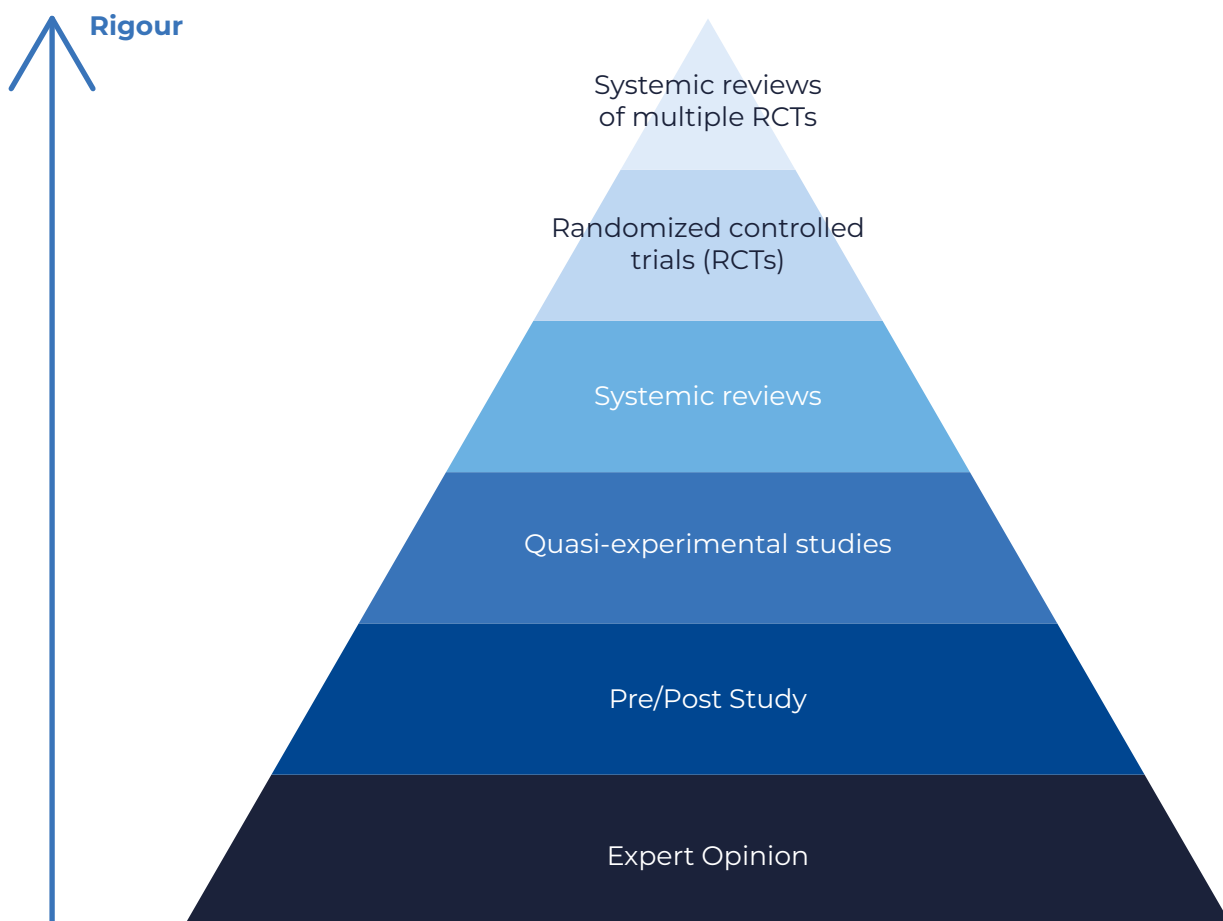 Rigour
Systemic reviews
of multiple RCTs
Randomized controlled
trials (RCTs)
Systemic reviews
Quasi-experimental studies
Pre/Post Study
Expert Opinion